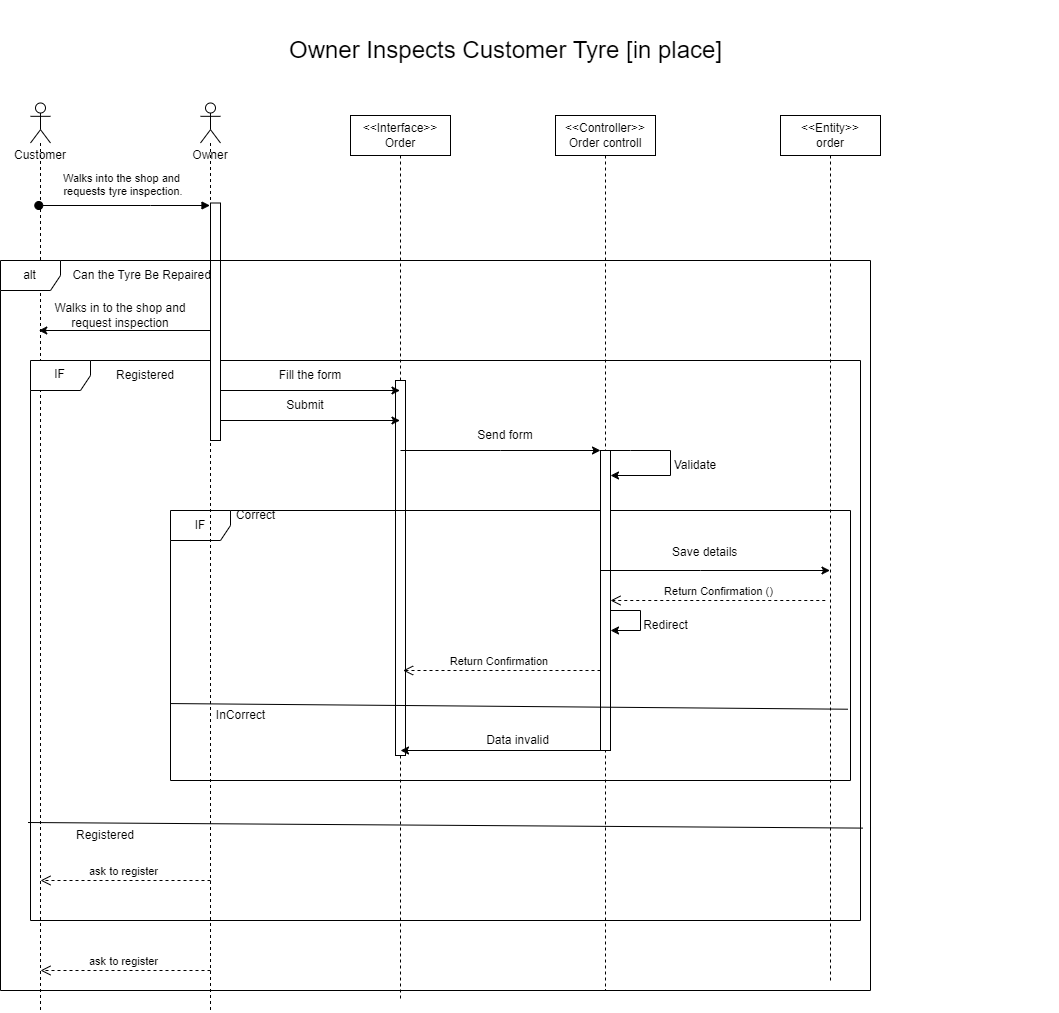 Owner Inspects Customer Tyre [in place]
Customer
Owner
<<Interface>>
Order
<<Controller>>
Order controll
<<Entity>>
order
Walks into the shop and
requests tyre inspection.
alt
Can the Tyre Be Repaired
Walks in to the shop and
request inspection
IF
Registered
Fill the form
Submit
Send form
Validate
IF
Correct
Save details
Return Confirmation ()
Redirect
Return Confirmation
InCorrect
Data invalid
Registered
ask to register
ask to register